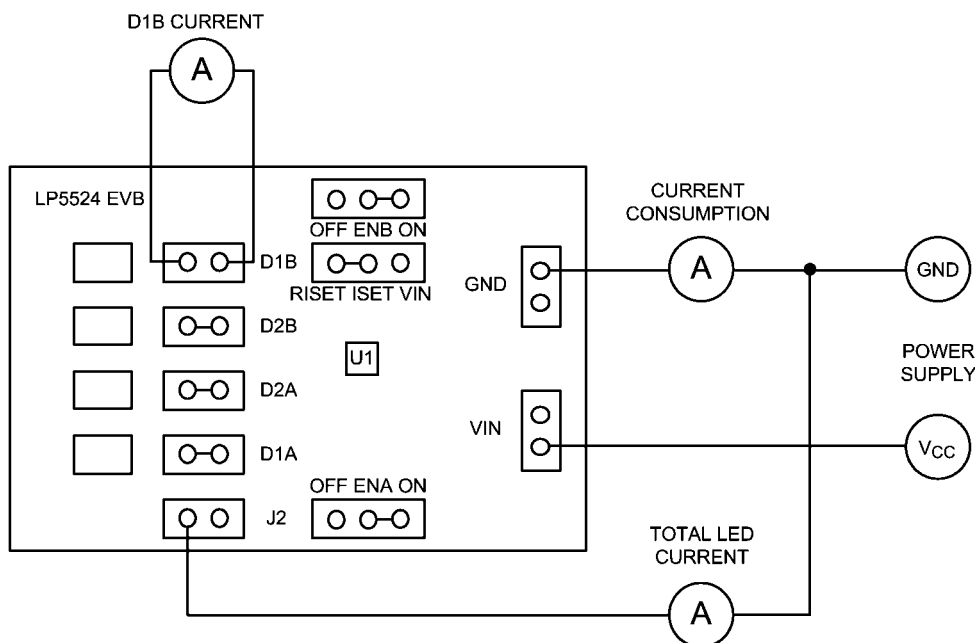 D1B CURRENT
A
LP5524 EVB
OFF ENB ON
D1B
RISET ISET VIN
D2B
U1
D2A
D1A
OFF ENA ON
J2
GND
VIN
CURRENT
CONSUMPTION
A
GND
POWER
SUPPLY
VCC
TOTAL LED
CURRENT
A